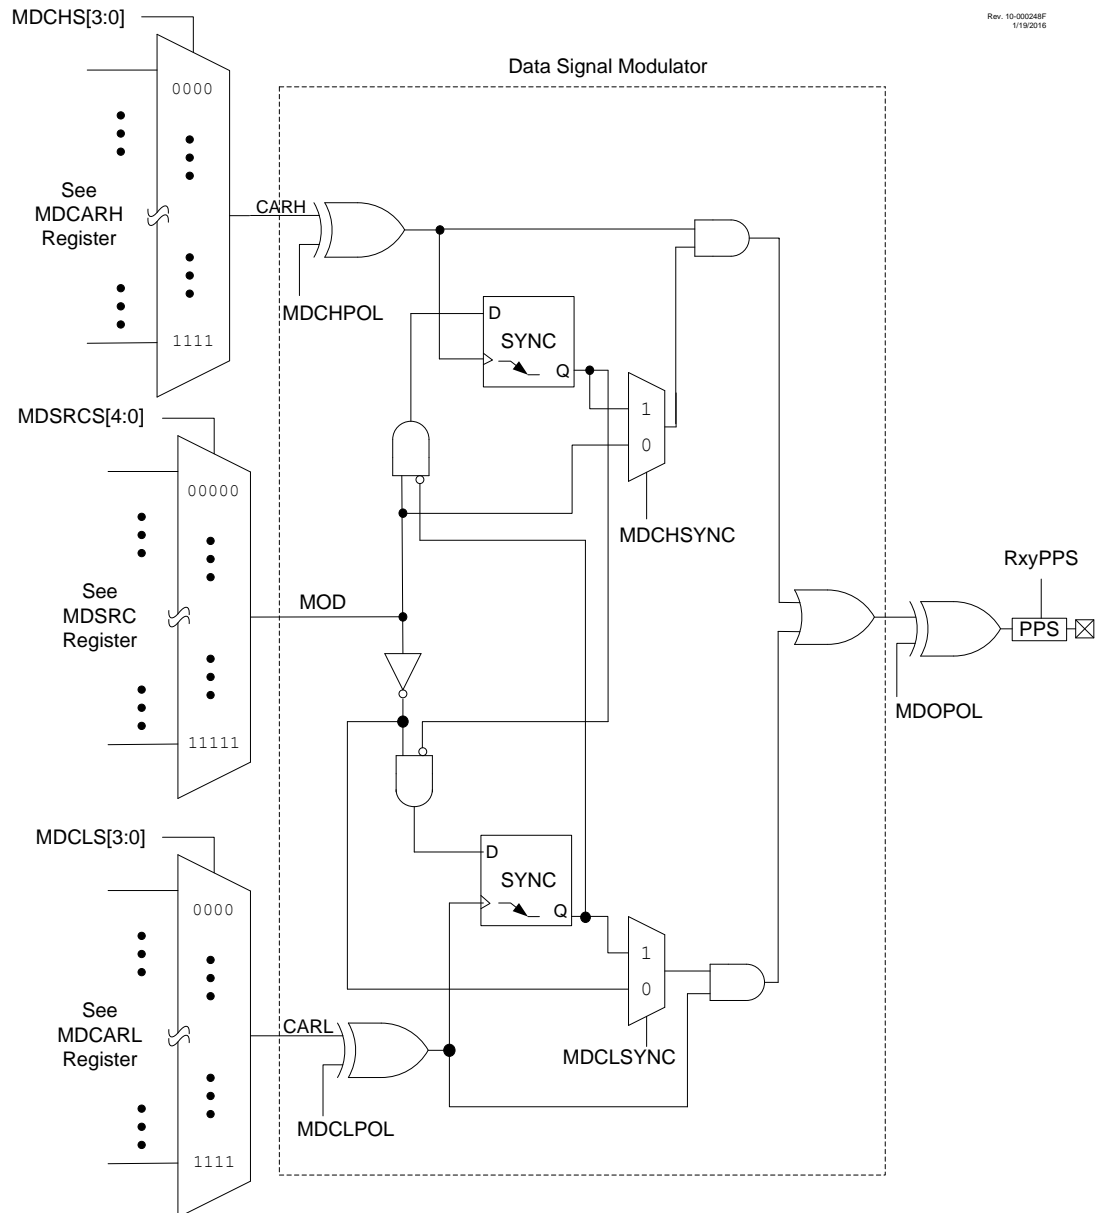 MDCHS[3:0]
Rev. 10-000248F
1/19/2016
Data Signal Modulator
0000
See
MDCARH
Register
CARH
MDCHPOL
1111
D
SYNC
Q
1
0
MDCHSYNC
MDSRCS[4:0]
00000
See
MDSRC
Register
MOD
11111
RxyPPS
PPS
MDOPOL
MDCLS[3:0]
0000
D
SYNC
Q
1
0
MDCLSYNC
See
MDCARL
Register
CARL
MDCLPOL
1111